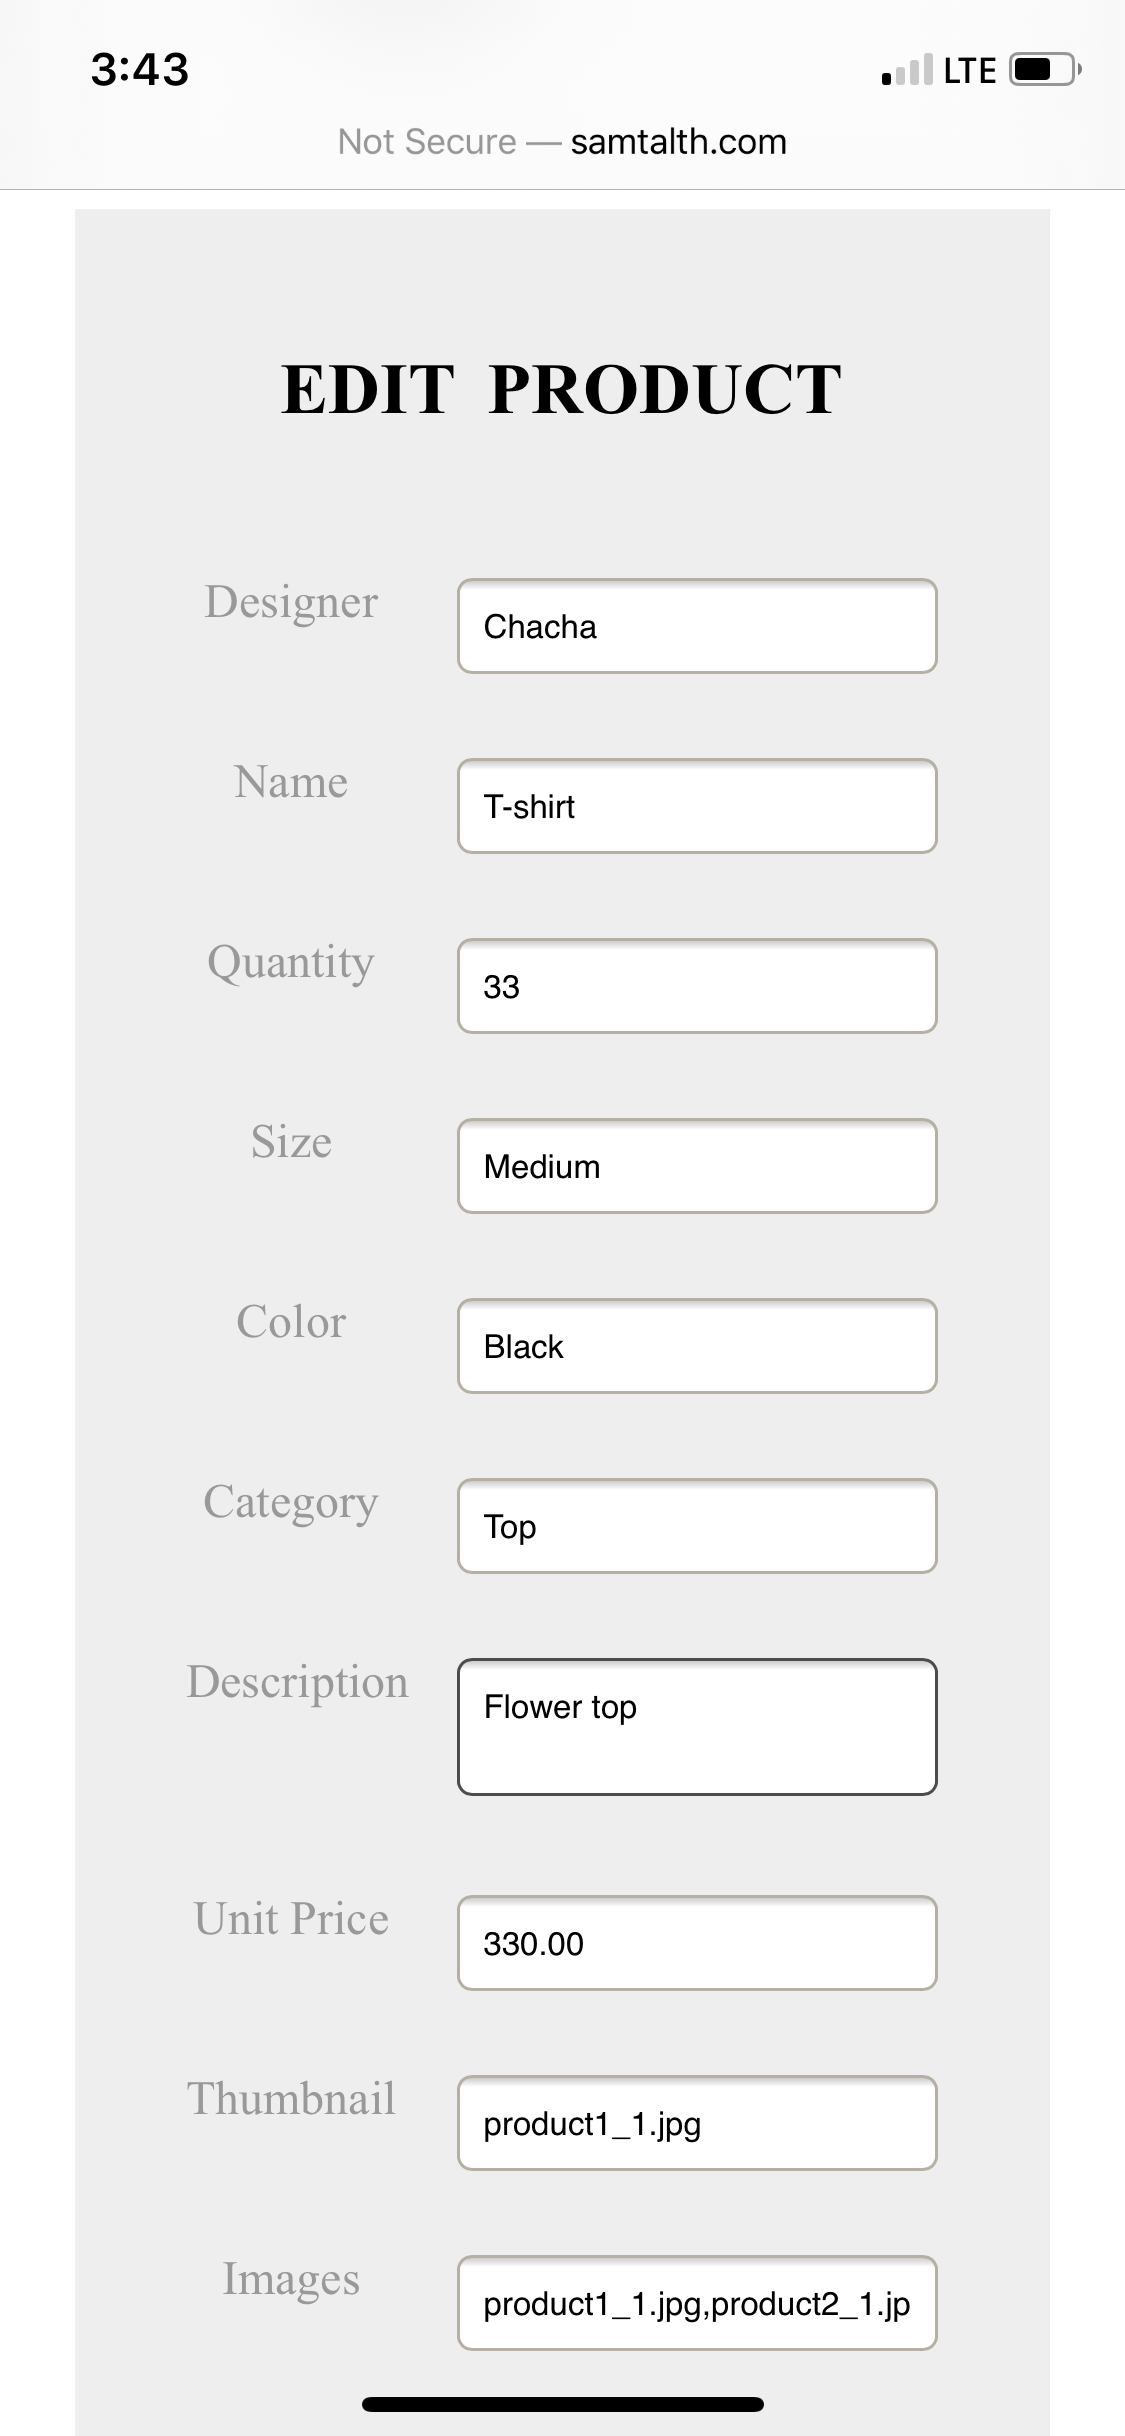 3:43
LTE
Not Secure — samtalth.com
EDIT PRODUCT
Designer
Chacha
Name
T-shirt
Quantity
33
Size
Medium
Color
Black
Category
Top
Description
Flower top
Unit Price
330.00
Thumbnail
product1_1.jpg
Images
product1_1.jpg,product2_1.jp